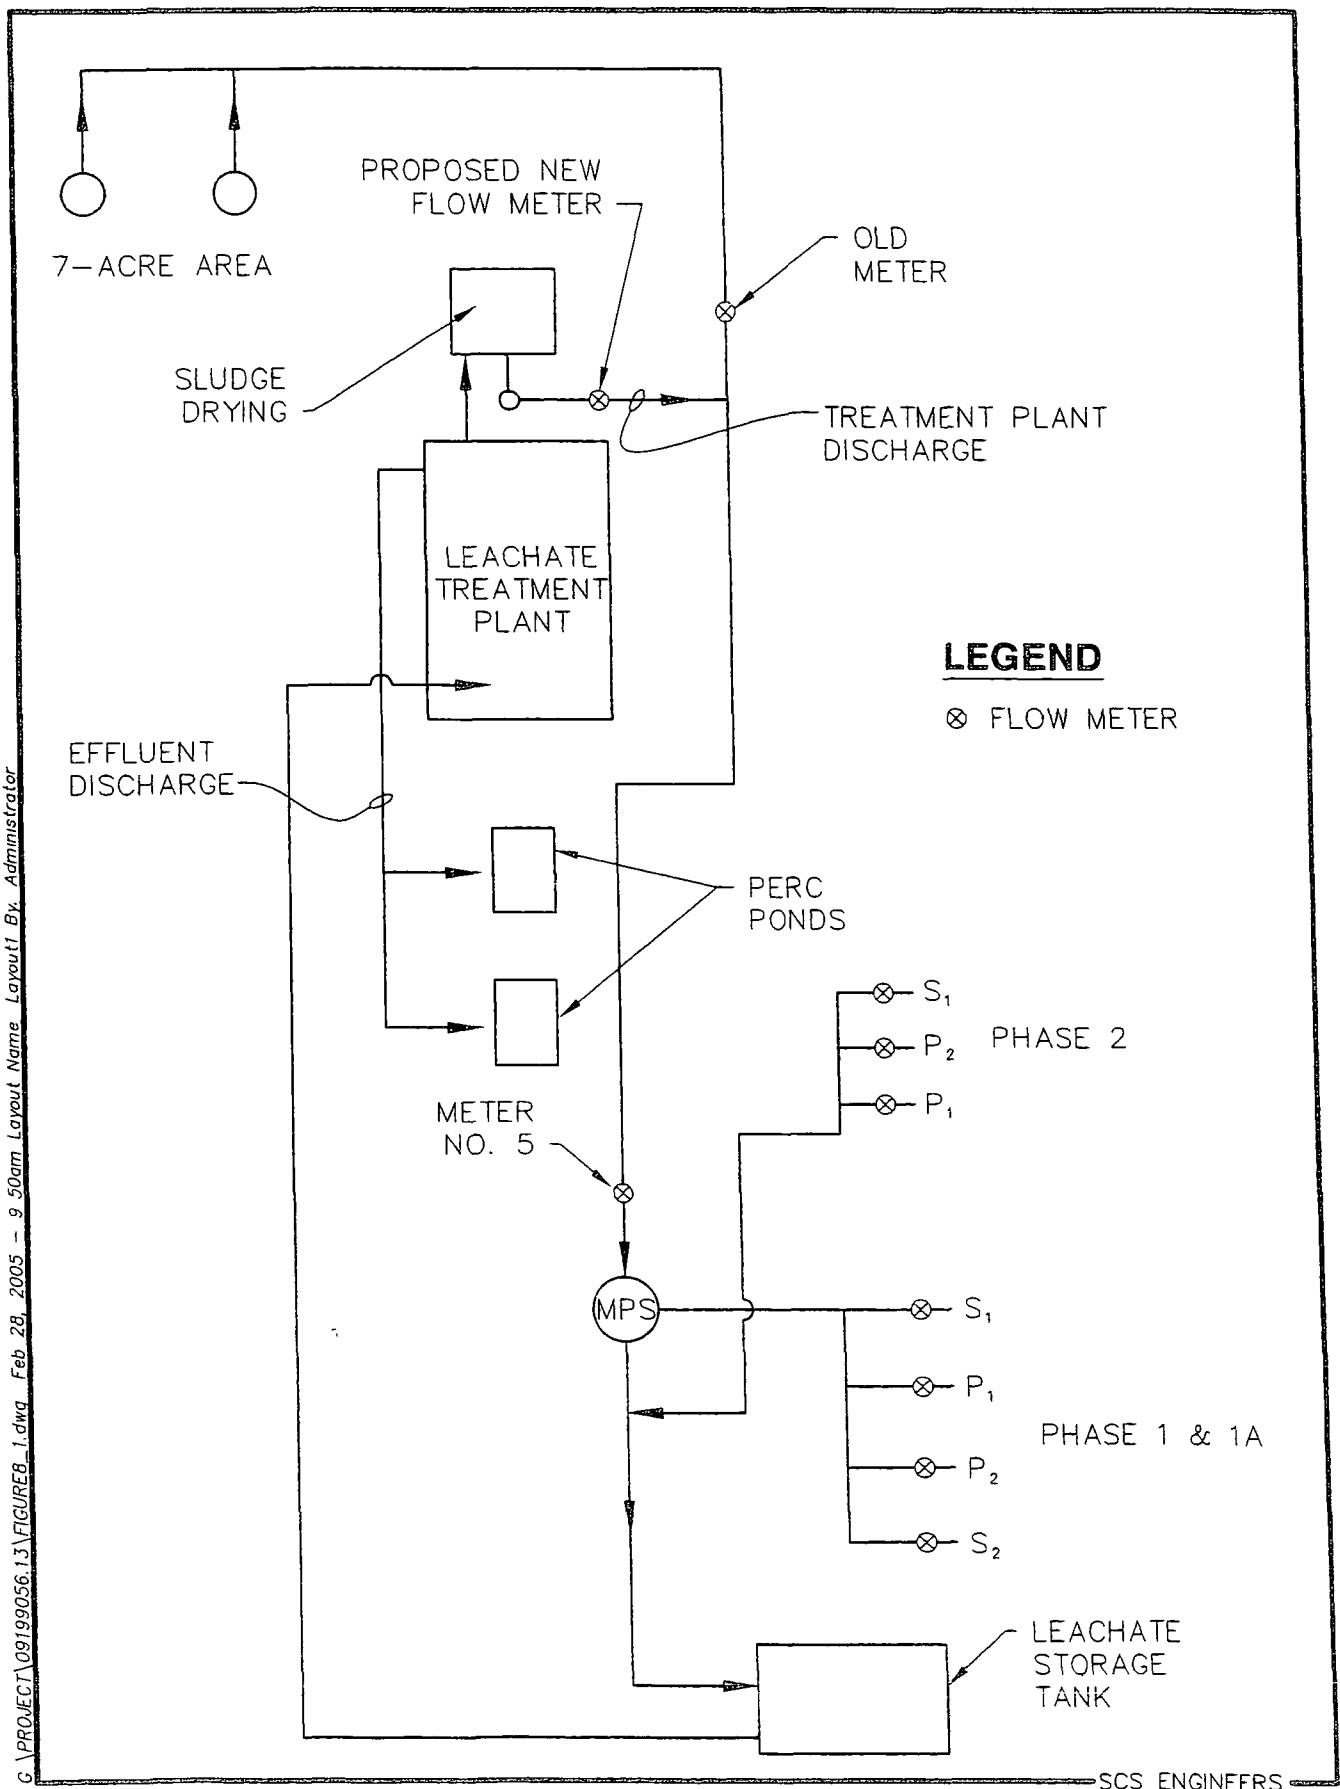 PROPOSED NEW
FLOW METER
7-ACRE AREA
OLD
METER
SLUDGE
DRYING
TREATMENT PLANT
DISCHARGE
LEACHATE
TREATMENT
PLANT
LEGEND
⊗ FLOW METER
EFFLUENT
DISCHARGE
PERC
PONDS
S₁
P₂
PHASE 2
P₁
METER
NO. 5
MPS
S₁
P₁
PHASE 1 & 1A
P₂
S₂
LEACHATE
STORAGE
TANK
SCS ENGINEERS
G:\PROJECT\09199056.13\FIGURE8_1.dwg Feb 28, 2005 - 9 50am Layout Name Layout1 By. Administrator